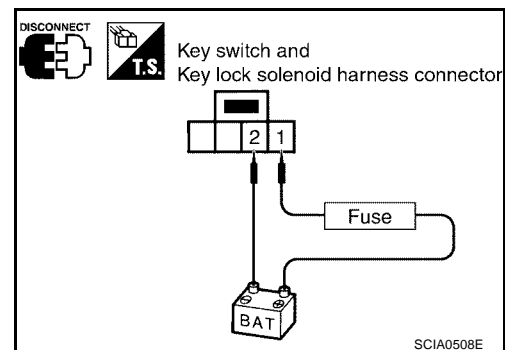 DISCONNECT
T.S.
Key switch and
Key lock solenoid harness connector
2 1
Fuse
BAT
SCIA0508E